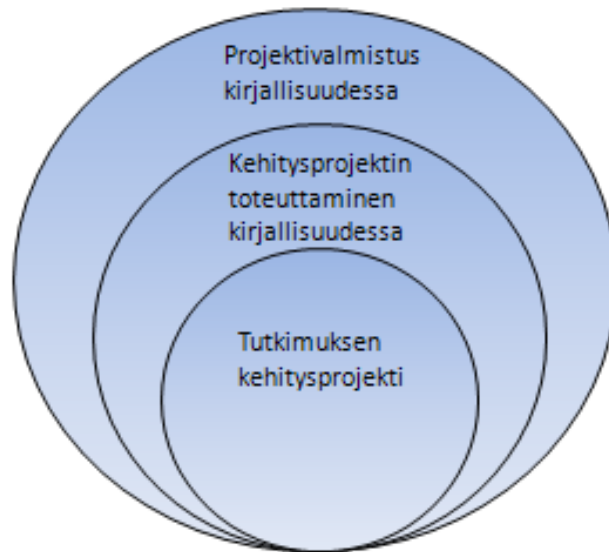 Projektivalmistus
kirjallisuudessa
Kehitysprojektin
toteuttaminen
kirjallisuudessa
Tutkimuksen
kehitysprojekti